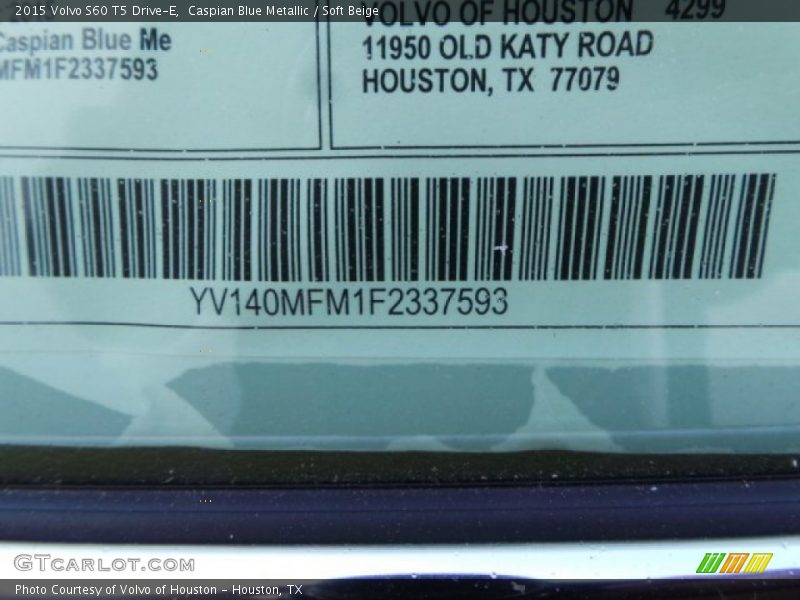 2015 Volvo S60 T5 Drive-E, Caspian Blue Metallic / Soft Beige
VOLVO OF HOUSTON 4299
Caspian Blue Me
11950 OLD KATY ROAD
MFM1F2337593
HOUSTON, TX 77079
YV140MFM1F2337593
GTCARLOT.COM
Photo Courtesy of Volvo of Houston - Houston, TX